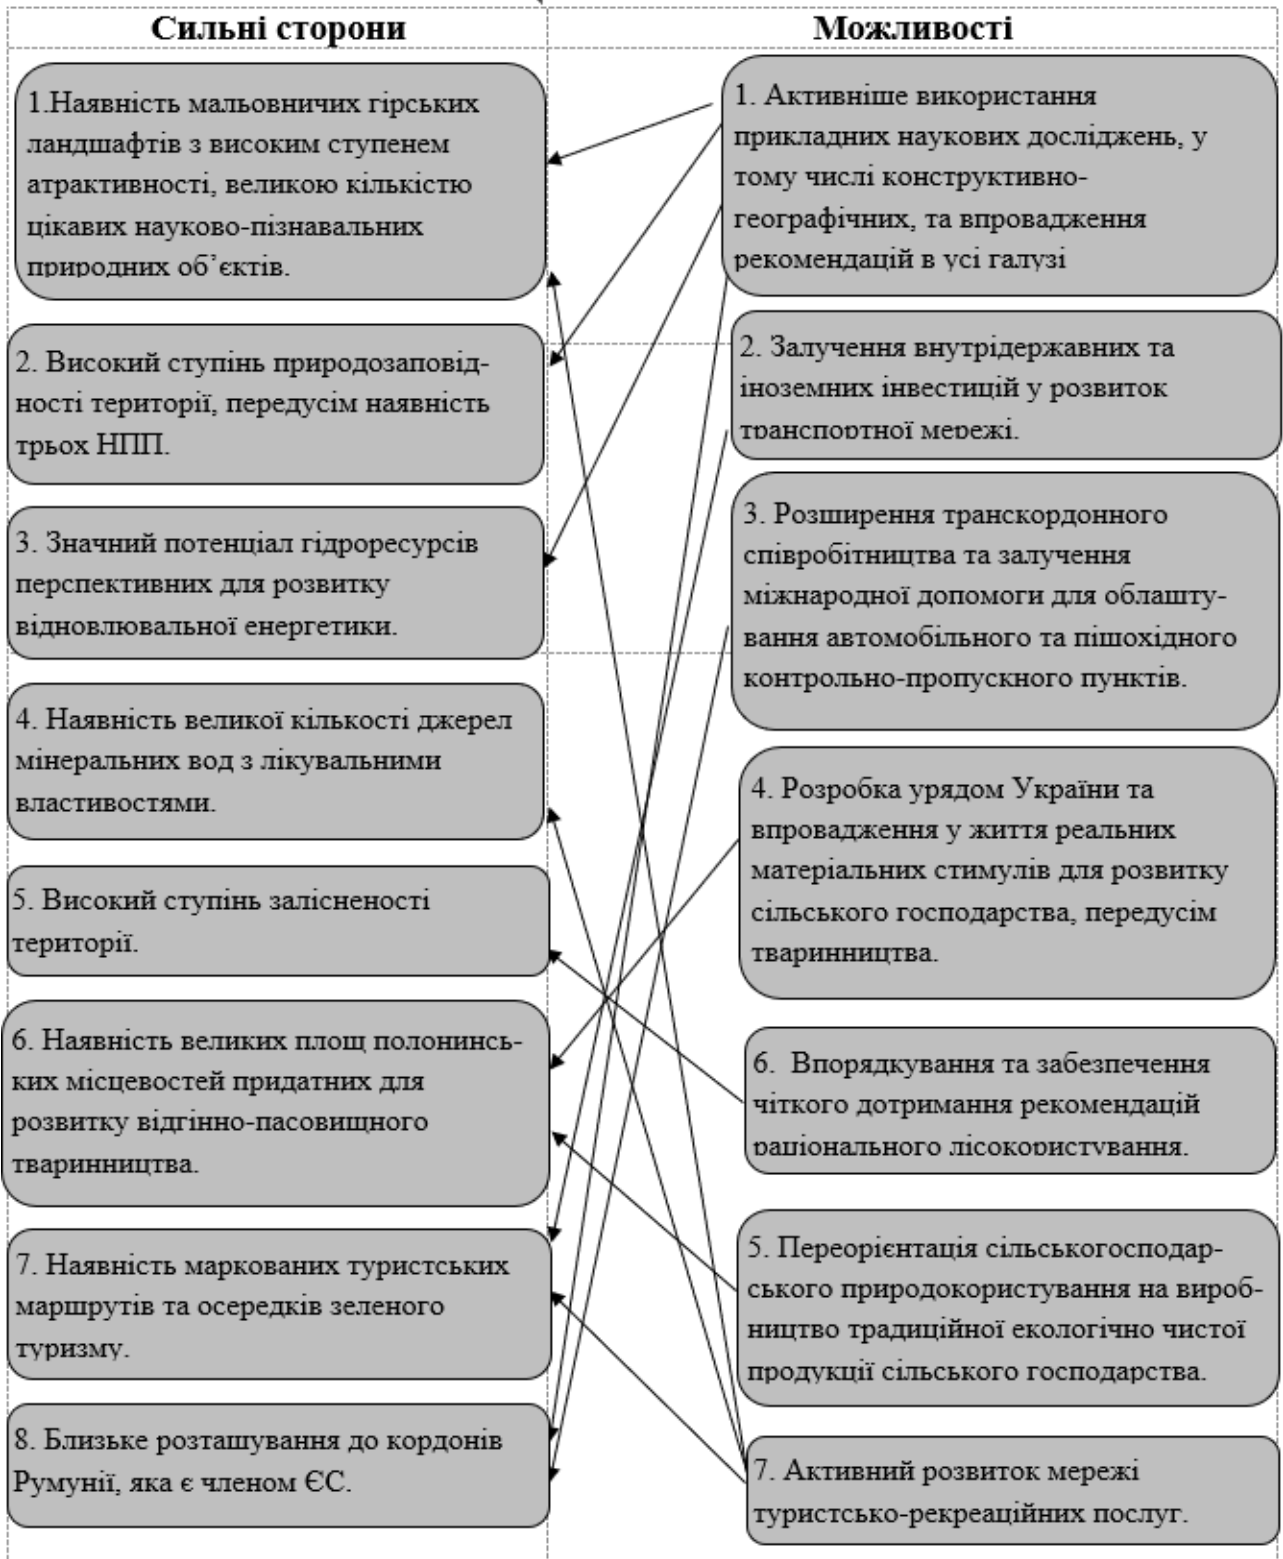 Сильні сторони
Можливості
1.Наявність мальовничих гірських
ландшафтів з високим ступенем
атрактивності, великою кількістю
цікавих науково-пізнавальних
природних об’єктів.
2. Високий ступінь природозаповід-
ності території, передусім наявність
трьох НПП.
3. Значний потенціал гідроресурсів
перспективних для розвитку
відновлювальної енергетики.
4. Наявність великої кількості джерел
мінеральних вод з лікувальними
властивостями.
5. Високий ступінь залісненості
території.
6. Наявність великих площ полонинсь-
ких місцевостей придатних для
розвитку відгінно-пасовищного
тваринництва.
7. Наявність маркованих туристських
маршрутів та осередків зеленого
туризму.
8. Близьке розташування до кордонів
Румунії, яка є членом ЄС.
1. Активніше використання
прикладних наукових досліджень, у
тому числі конструктивно-
географічних, та впровадження
рекомендацій в усі галузі
2. Залучення внутрідержавних та
іноземних інвестицій у розвиток
транспортної мережі.
3. Розширення транскордонного
співробітництва та залучення
міжнародної допомоги для облашту-
вання автомобільного та пішохідного
контрольно-пропускного пунктів.
4. Розробка урядом України та
впровадження у життя реальних
матеріальних стимулів для розвитку
сільського господарства, передусім
тваринництва.
6. Впорядкування та забезпечення
чіткого дотримання рекомендацій
раціонального лісокористування.
5. Переорієнтація сільськогосподар-
ського природокористування на вироб-
ництво традиційної екологічно чистої
продукції сільського господарства.
7. Активний розвиток мережі
туристсько-рекреаційних послуг.